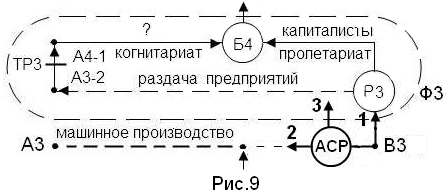 ?
капиталисты
Б4
когнитариат
пропетариат
ТР3
А4-1
А3-2
раздача предприятий
Р3
Ф3
3
1
машинное производство
2
А3
АСР
В3
Рис.9